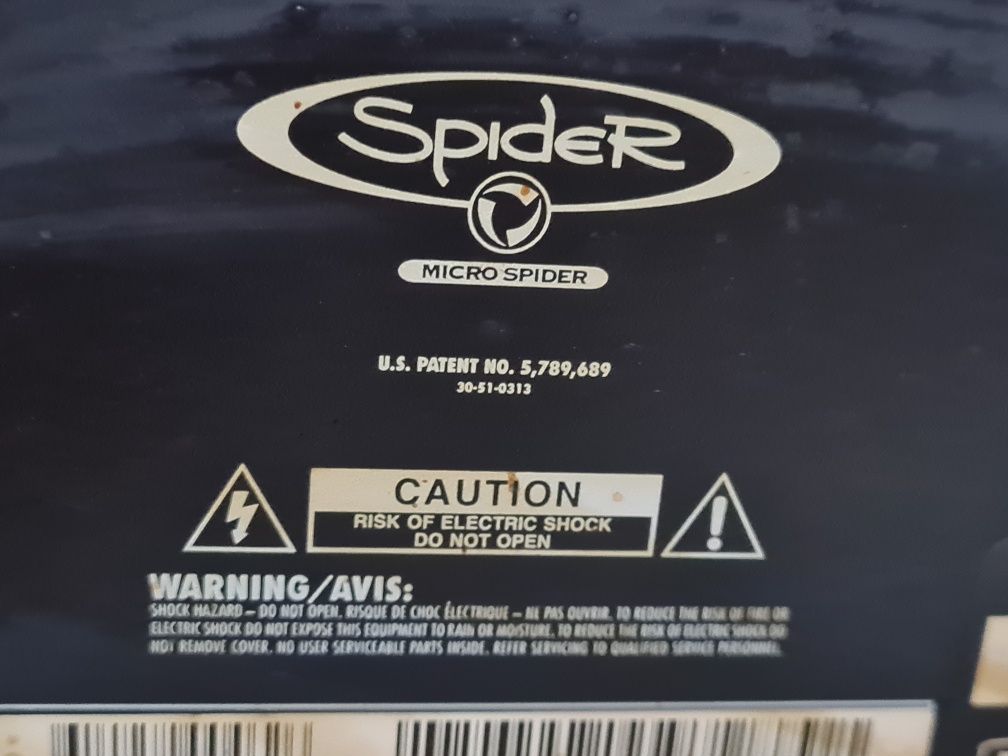 SPIDER
MICRO SPIDER
U.S. PATENT NO. 5,789,689
30-51-0313
CAUTION
RISK OF ELECTRIC SHOCK
DO NOT OPEN
WARNING/AVIS:
SHOCK HAZARD – DO NOT OPEN. RISQUE DE CHOC ÉLECTRIQUE – NE PAS OUVRIR. TO REDUCE THE RISK OF FIRE OR
ELECTRIC SHOCK DO NOT EXPOSE THIS EQUIPMENT TO RAIN OR MOISTURE. TO REDUCE THE RISK OF ELECTRIC SHOCK DO
NOT REMOVE COVER. NO USER SERVICEABLE PARTS INSIDE. REFER SERVICING TO QUALIFIED SERVICE PERSONNEL.